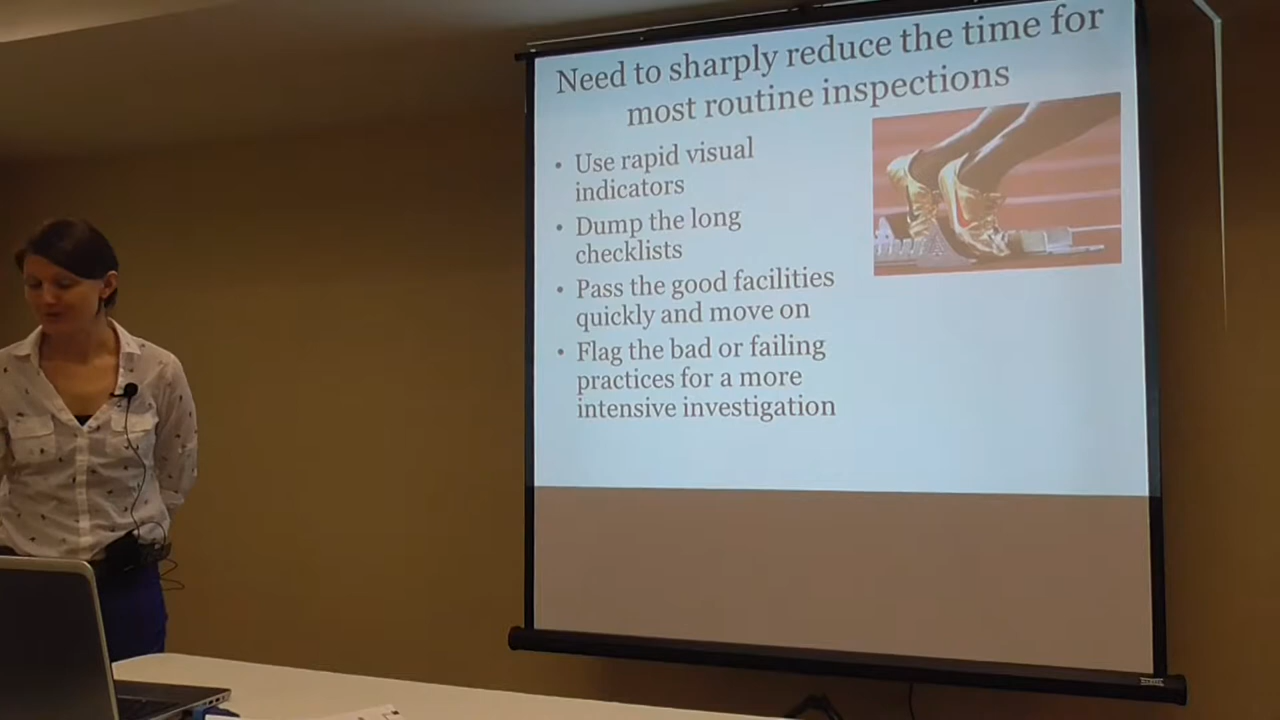 Need to sharply reduce the time for
most routine inspections
• Use rapid visual
indicators
• Dump the long
checklists
• Pass the good facilities
quickly and move on
• Flag the bad or failing
practices for a more
intensive investigation